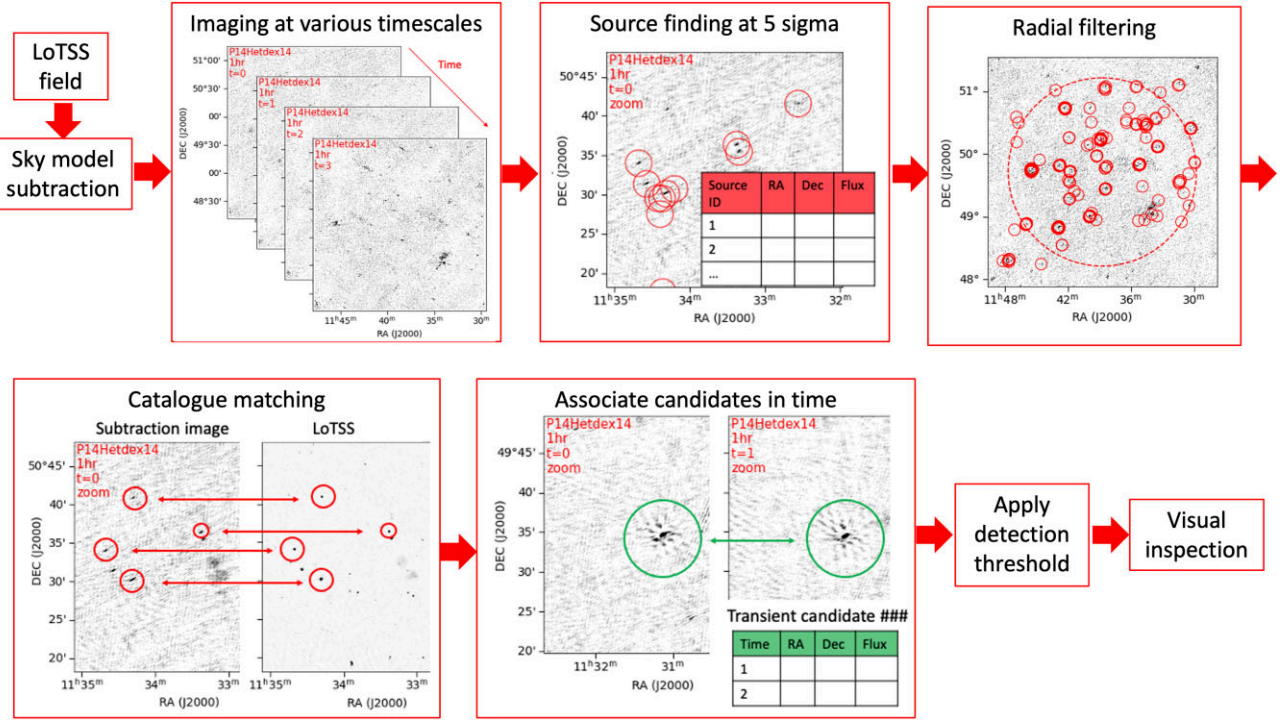 LoTSS
field
Sky model
subtraction
Imaging at various timescales
P14Hetdex14
1hr
t=0
P14Hetdex14
1hr
t=1
P14Hetdex14
1hr
t=2
P14Hetdex14
1hr
t=3
Time
51°00'
50°30'
00'
49°30'
00'
48°30'
DEC (J2000)
11ʰ45ᵐ 40ᵐ 35ᵐ 30ᵐ
RA (J2000)
Source finding at 5 sigma
P14Hetdex14
1hr
t=0
zoom
50°45'
40'
35'
30'
25'
20'
DEC (J2000)
Source ID RA Dec Flux
1
2
...
11ʰ35ᵐ 34ᵐ 33ᵐ 32ᵐ
RA (J2000)
Radial filtering
51°
50°
49°
48°
DEC (J2000)
11ʰ48ᵐ 42ᵐ 36ᵐ 30ᵐ
RA (J2000)
Catalogue matching
Subtraction image LoTSS
P14Hetdex14
1hr
t=0
zoom
50°45'
40'
35'
30'
25'
20'
DEC (J2000)
11ʰ35ᵐ 34ᵐ 33ᵐ 11ʰ35ᵐ 34ᵐ 33ᵐ
RA (J2000) RA (J2000)
Associate candidates in time
P14Hetdex14
1hr
t=0
zoom
P14Hetdex14
1hr
t=1
zoom
49°45'
40'
35'
30'
25'
20'
DEC (J2000)
11ʰ32ᵐ 31ᵐ
RA (J2000)
Transient candidate ###
Time RA Dec Flux
1
2
Apply
detection
threshold
Visual
inspection